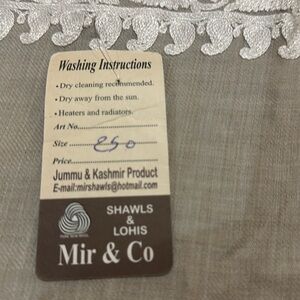 Washing Instructions
• Dry cleaning recommended.
• Dry away from the sun.
• Heaters and radiators.
Art No............
Size ............ 250
Price............
Jummu & Kashmir Product
E-mail:mirshawls@hotmail.com
SHAWLS
&
LOHIS
Mir & Co